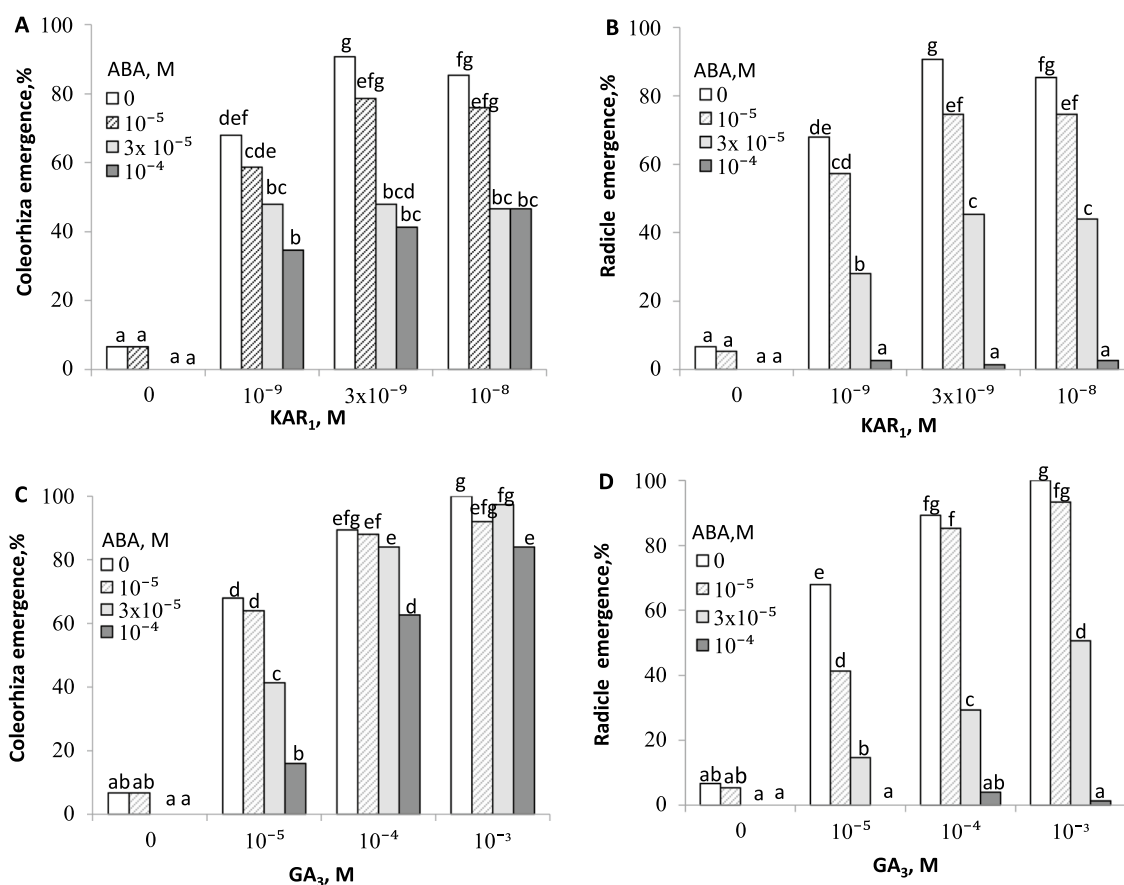 A
Coleorhiza emergence,%
100
80
60
40
20
0
ABA, M
0
10⁻⁵
3x 10⁻⁵
10⁻⁴
a a a a
def cde bc b
g efg bcd bc
fg efg bc bc
0 10⁻⁹ 3x10⁻⁹ 10⁻⁸
KAR₁, M
B
Radicle emergence,%
100
80
60
40
20
0
ABA,M
0
10⁻⁵
3x 10⁻⁵
10⁻⁴
a a a a
de cd b a
g ef c a
fg ef c a
0 10⁻⁹ 3x10⁻⁹ 10⁻⁸
KAR₁, M
C
Coleorhiza emergence,%
100
80
60
40
20
0
ABA, M
0
10⁻⁵
3x10⁻⁵
10⁻⁴
ab ab a a
d d c b
efg ef e d
g efg fg e
0 10⁻⁵ 10⁻⁴ 10⁻³
GA₃, M
D
Radicle emergence,%
100
80
60
40
20
0
ABA,M
0
10⁻⁵
3x10⁻⁵
10⁻⁴
ab ab a a
e d b a
fg f c ab
g fg d a
0 10⁻⁵ 10⁻⁴ 10⁻³
GA₃, M